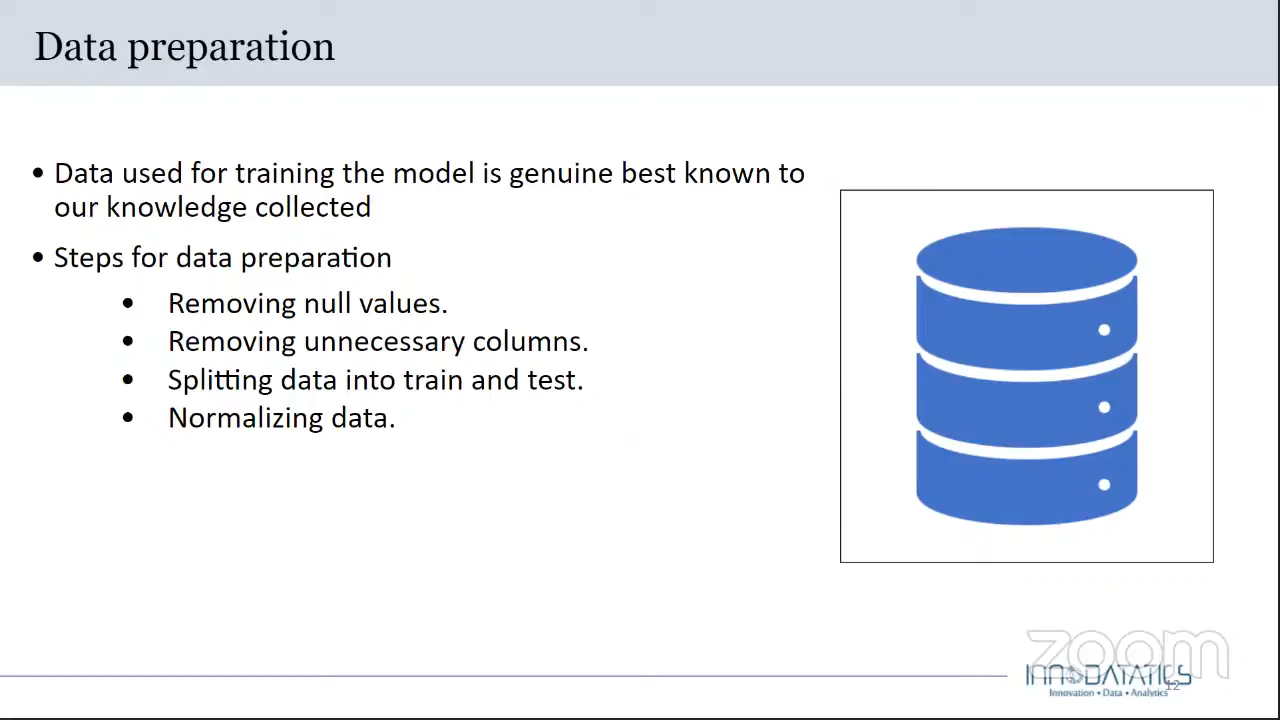 Data preparation
• Data used for training the model is genuine best known to
our knowledge collected
• Steps for data preparation
• Removing null values.
• Removing unnecessary columns.
• Splitting data into train and test.
• Normalizing data.
zoom
INNODATATICS
12
Innovation • Data • Analytics